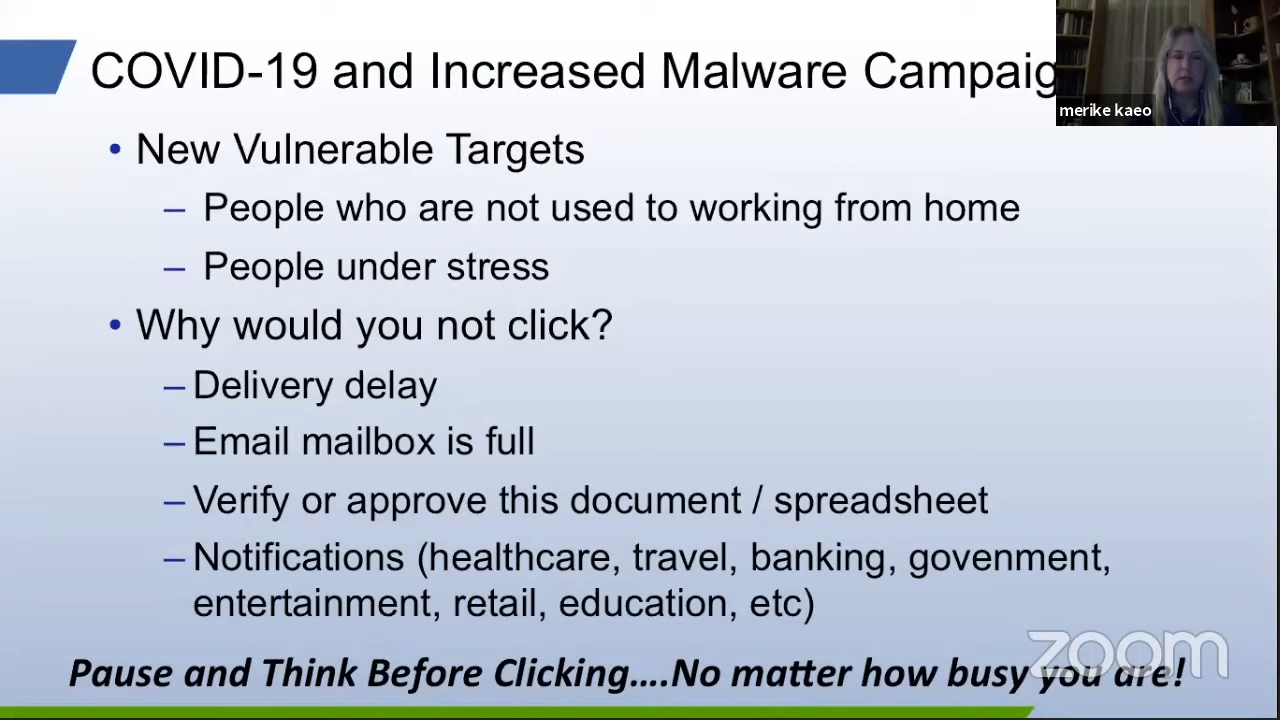 COVID-19 and Increased Malware Campaig
merike kaeo
• New Vulnerable Targets
– People who are not used to working from home
– People under stress
• Why would you not click?
– Delivery delay
– Email mailbox is full
– Verify or approve this document / spreadsheet
– Notifications (healthcare, travel, banking, govenment,
entertainment, retail, education, etc)
Pause and Think Before Clicking....No matter how busy you are!
zoom